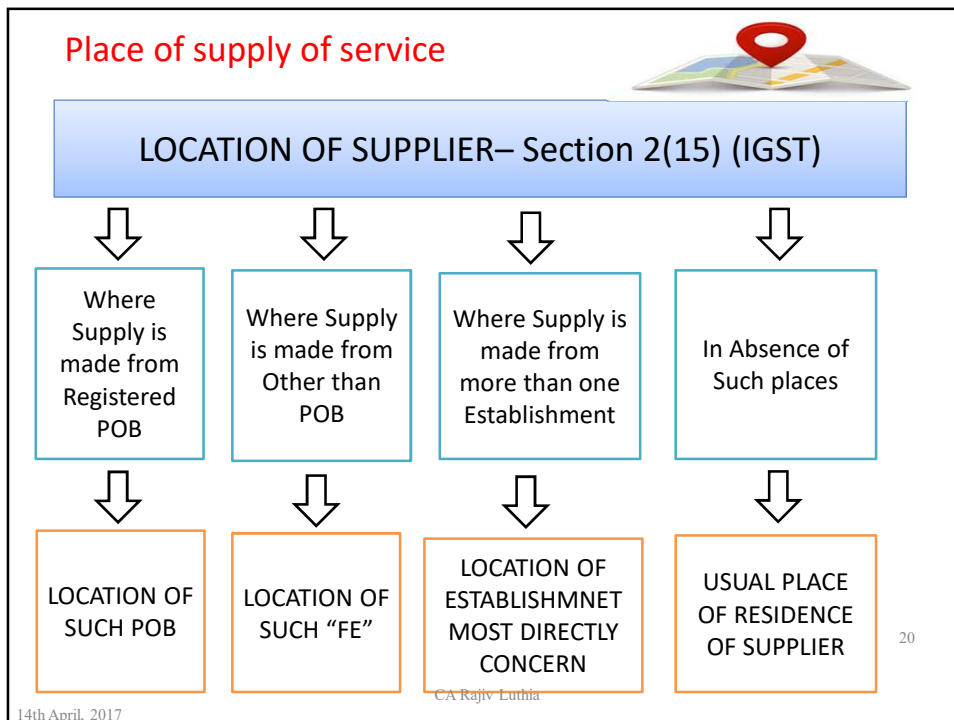 Place of supply of service
LOCATION OF SUPPLIER– Section 2(15) (IGST)
Where
Supply is
made from
Registered
POB
Where Supply
is made from
Other than
POB
Where Supply is
made from
more than one
Establishment
In Absence of
Such places
LOCATION OF
SUCH POB
LOCATION OF
SUCH “FE”
LOCATION OF
ESTABLISHMNET
MOST DIRECTLY
CONCERN
USUAL PLACE
OF RESIDENCE
OF SUPPLIER
20
CA Rajiv Luthia
14th April, 2017